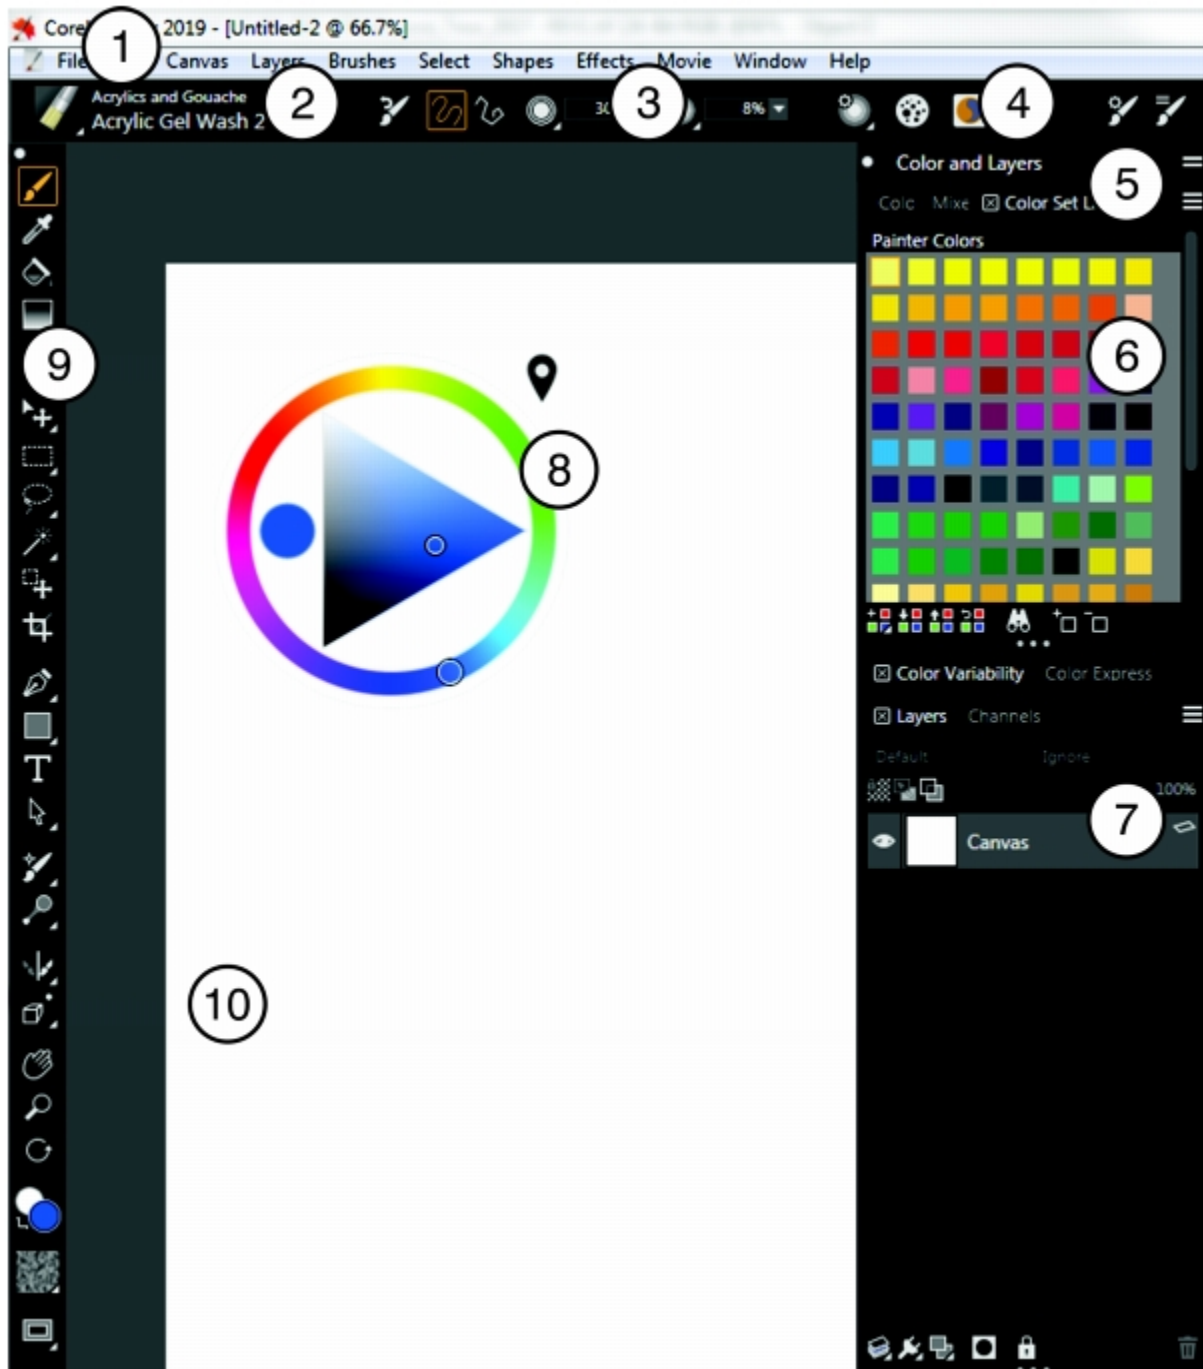 2019 - [Untitled-2 @ 66.7%]
1
File Canvas Layers Brushes Select Shapes Effects Movie Window Help
Acrylics and Gouache
Acrylic Gel Wash 2
2
3
8%
4
Color and Layers
5
Color Set
Painter Colors
6
9
8
Color Variability Color Express
Layers Channels
Default Ignore
100%
7
Canvas
T
10